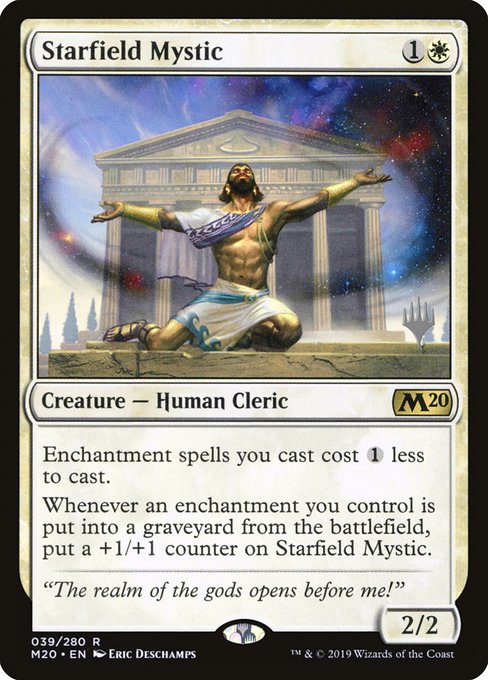 Starfield Mystic 1
Creature — Human Cleric
M20
Enchantment spells you cast cost 1 less
to cast.
Whenever an enchantment you control is
put into a graveyard from the battlefield,
put a +1/+1 counter on Starfield Mystic.
“The realm of the gods opens before me!”
2/2
039/280 R
M20 • EN Eric Deschamps
™ & © 2019 Wizards of the Coast